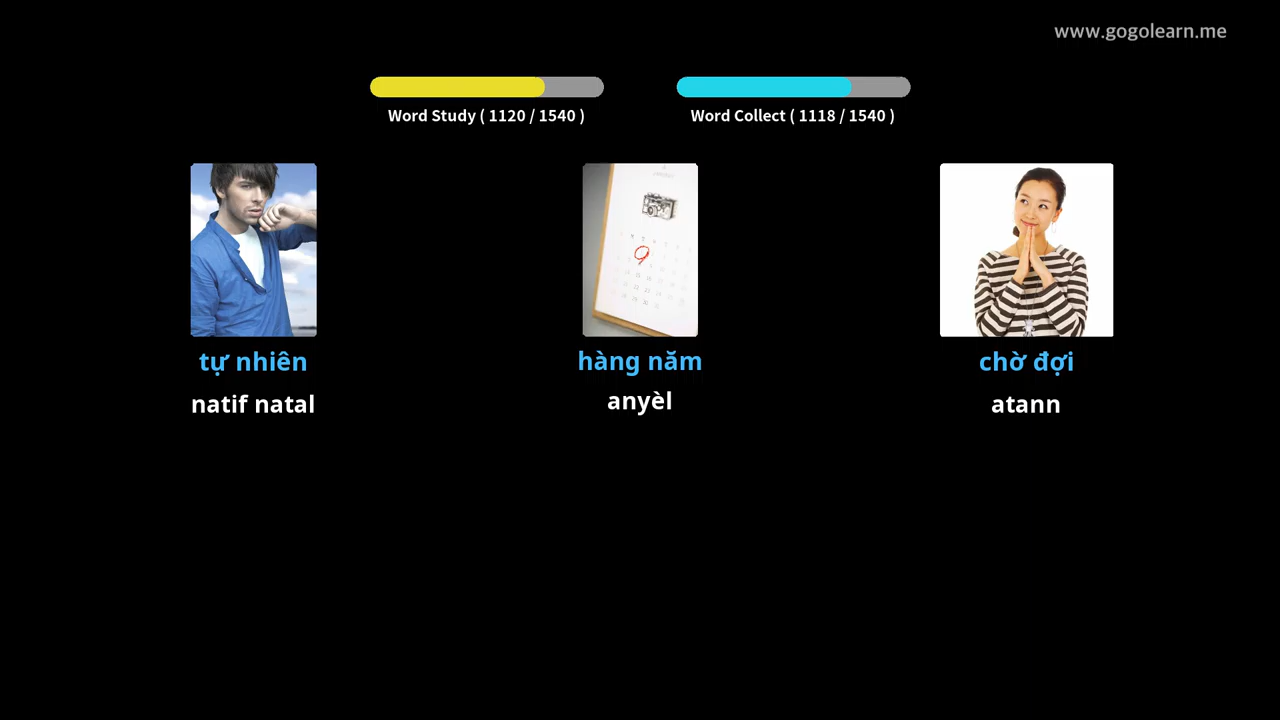 www.gogolearn.me
Word Study ( 1120 / 1540 )
Word Collect ( 1118 / 1540 )
tự nhiên
hàng năm
chờ đợi
natif natal
anyèl
atann